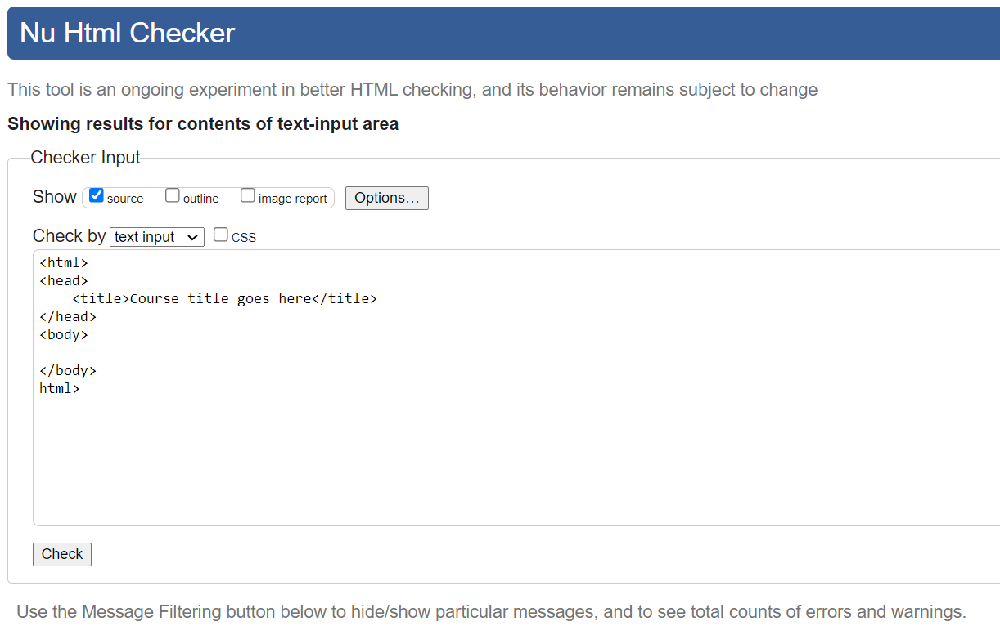 Nu Html Checker
This tool is an ongoing experiment in better HTML checking, and its behavior remains subject to change
Showing results for contents of text-input area
Checker Input
Show source outline image report Options...
Check by text input CSS
<html>
<head>
    <title>Course title goes here</title>
</head>
<body>
</body>
html>
Check
Use the Message Filtering button below to hide/show particular messages, and to see total counts of errors and warnings.